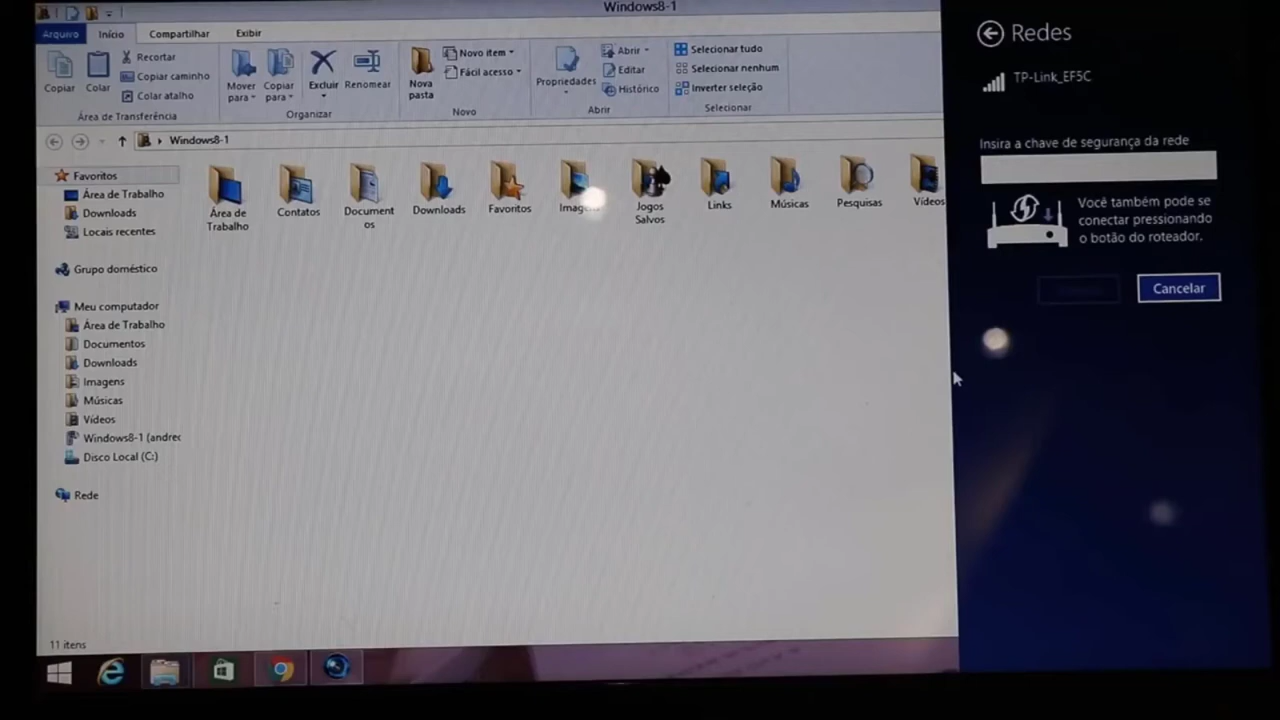 Windows8-1
Arquivo Início Compartilhar Exibir
Copiar
Colar
Recortar
Copiar caminho
Colar atalho
Área de Transferência
Mover para
Copiar para
Excluir
Renomear
Organizar
Nova pasta
Novo item
Fácil acesso
Novo
Propriedades
Abrir
Editar
Histórico
Abrir
Selecionar tudo
Selecionar nenhum
Inverter seleção
Selecionar
Windows8-1
Favoritos
Área de Trabalho
Downloads
Locais recentes
Grupo doméstico
Meu computador
Área de Trabalho
Documentos
Downloads
Imagens
Músicas
Vídeos
Windows8-1 (andrec
Disco Local (C:)
Rede
Área de
Trabalho
Contatos
Document
os
Downloads
Favoritos
Jogos
Salvos
Links
Músicas
Pesquisas
Vídeos
11 itens
Redes
TP-Link_EF5C
Insira a chave de segurança da rede
Você também pode se
conectar pressionando
o botão do roteador.
Cancelar